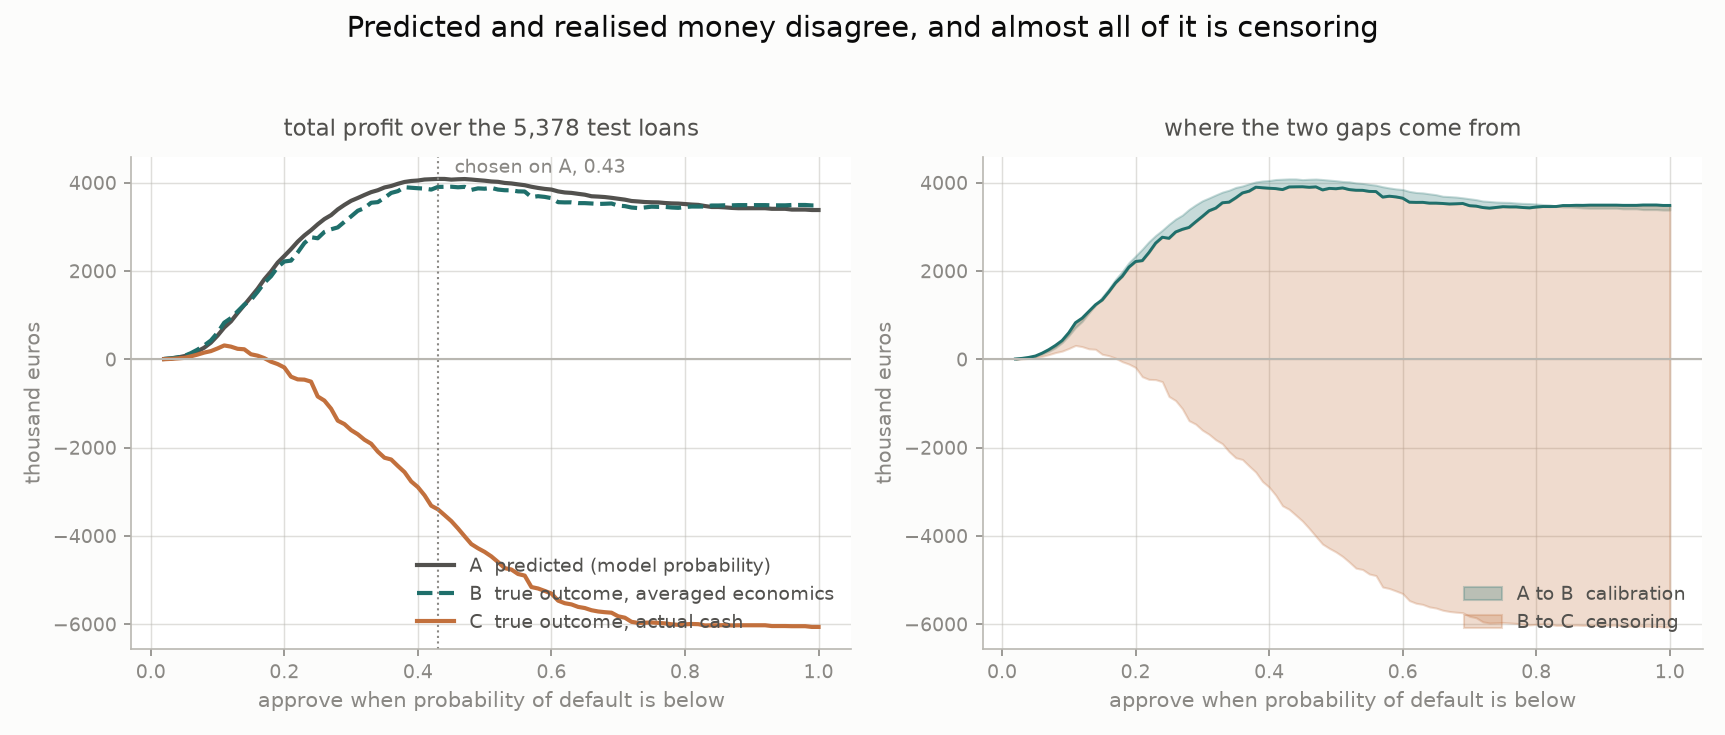 Predicted and realised money disagree, and almost all of it is censoring
total profit over the 5,378 test loans
chosen on A, 0.43
4000
2000
0
−2000
−4000
−6000
thousand euros
A predicted (model probability)
B true outcome, averaged economics
C true outcome, actual cash
0.0 0.2 0.4 0.6 0.8 1.0
approve when probability of default is below
where the two gaps come from
4000
2000
0
−2000
−4000
−6000
thousand euros
A to B calibration
B to C censoring
0.0 0.2 0.4 0.6 0.8 1.0
approve when probability of default is below